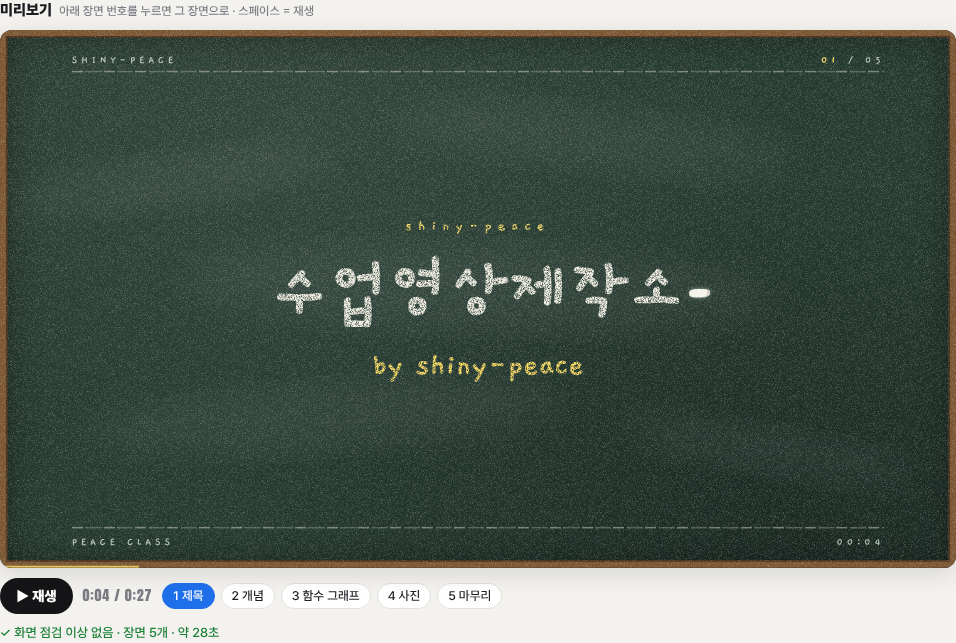 미리보기 아래 장면 번호를 누르면 그 장면으로 · 스페이스 = 재생
SHINY-PEACE 01 / 05
shiny-peace
수업영상제작소
by shiny-peace
PEACE CLASS 00:04
▶ 재생 0:04 / 0:27 1 제목 2 개념 3 함수 그래프 4 사진 5 마무리
✓ 화면 점검 이상 없음 · 장면 5개 · 약 28초